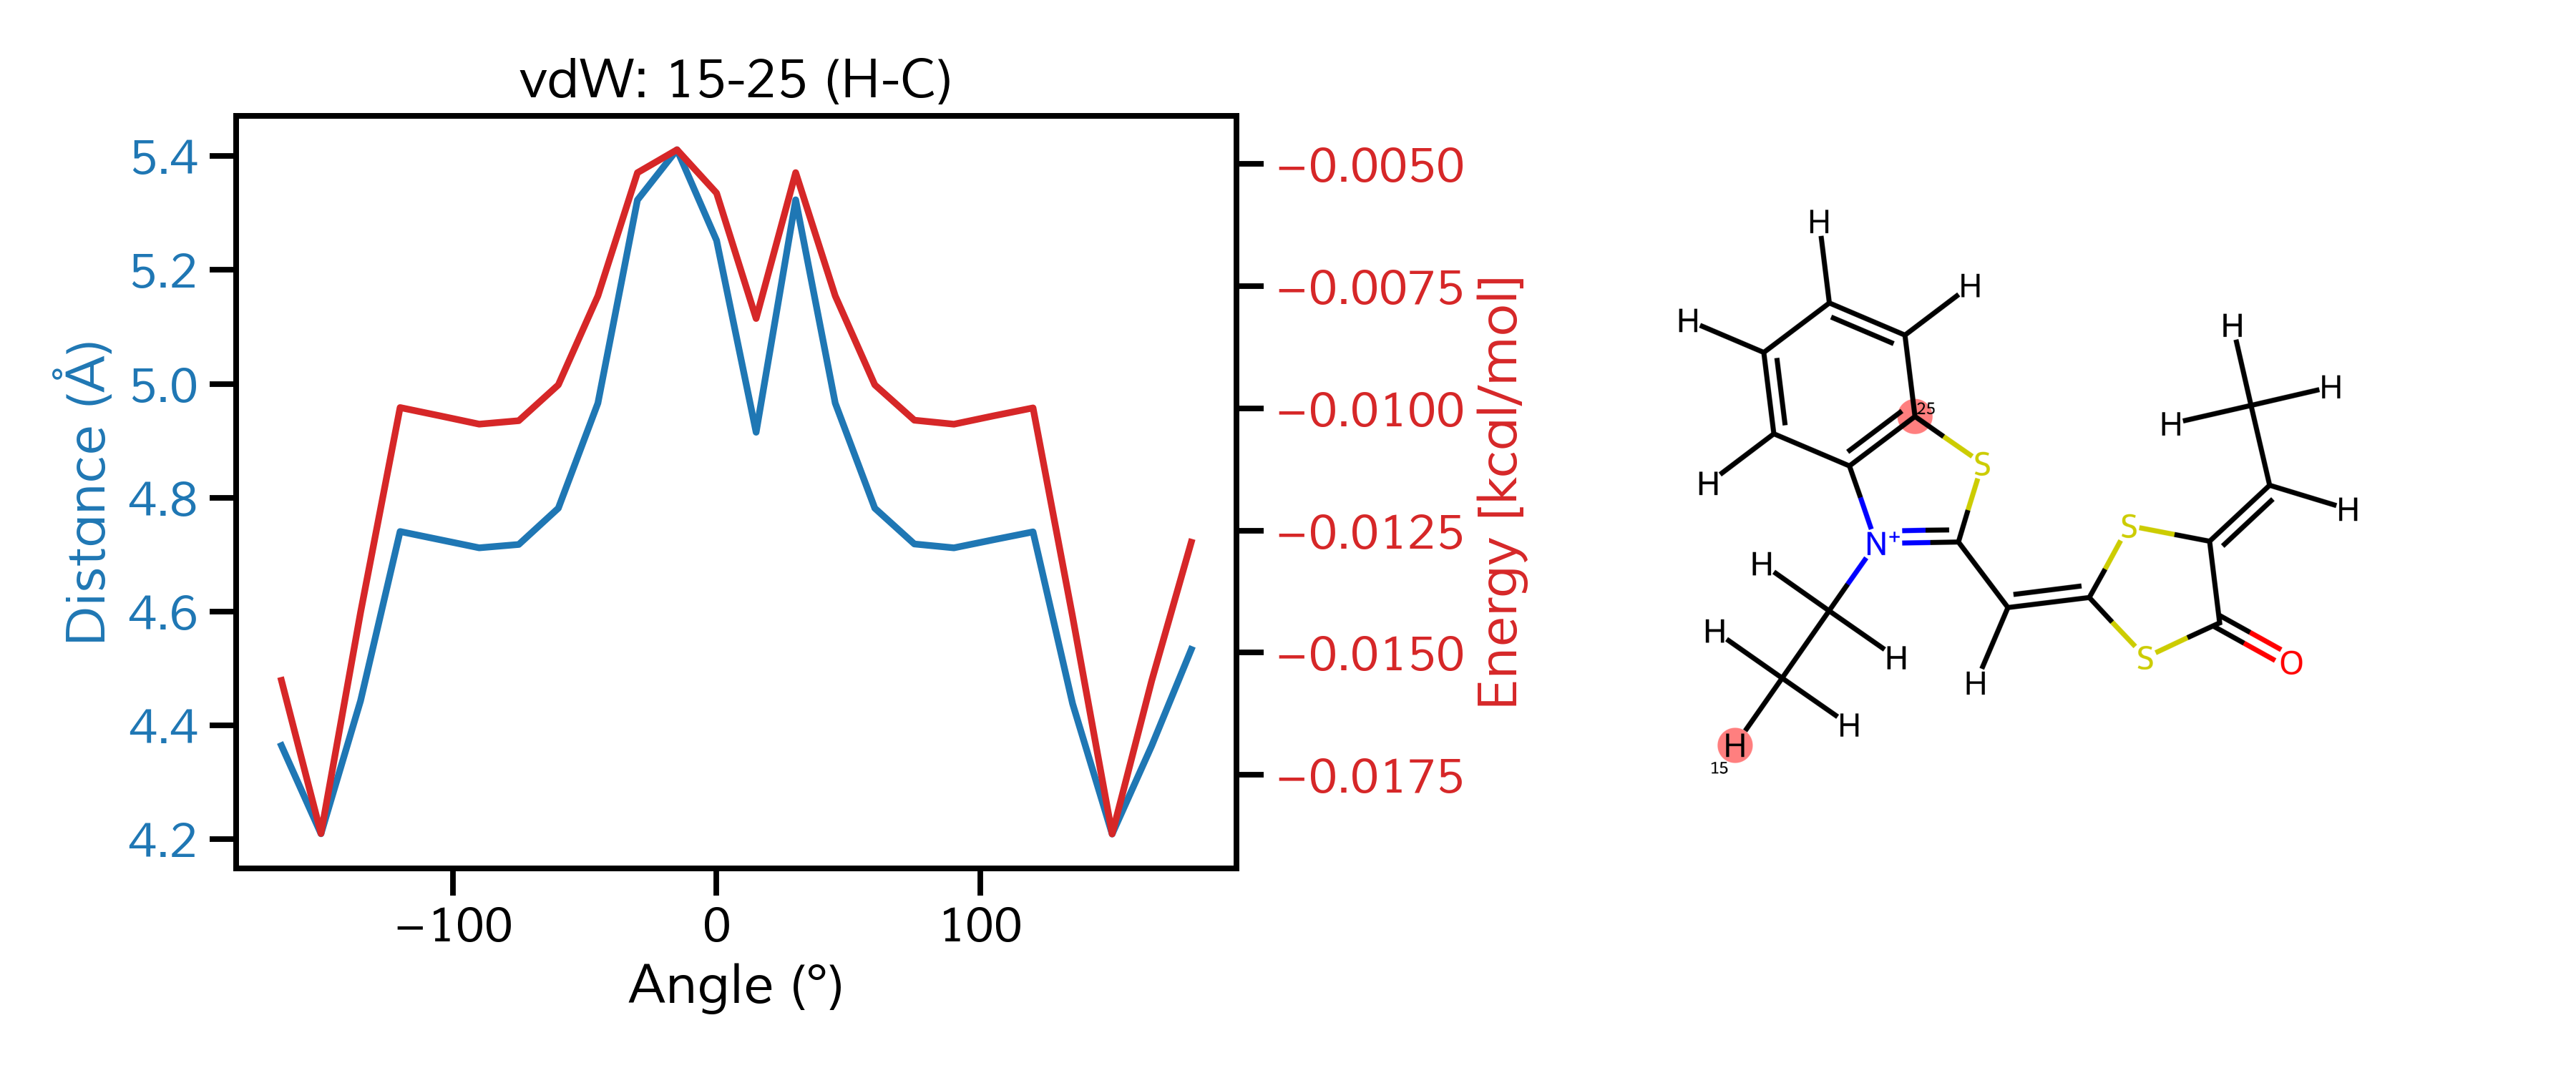 vdW: 15-25 (H-C)
Distance (Å)
5.4
5.2
5.0
4.8
4.6
4.4
4.2
−0.0050
−0.0075
−0.0100
−0.0125
−0.0150
−0.0175
Energy [kcal/mol]
−100
0
100
Angle (°)
H
H
H
H
H
H
H
25
H
S
H
S
N⁺
H
H
H
S
O
H
H
H
15